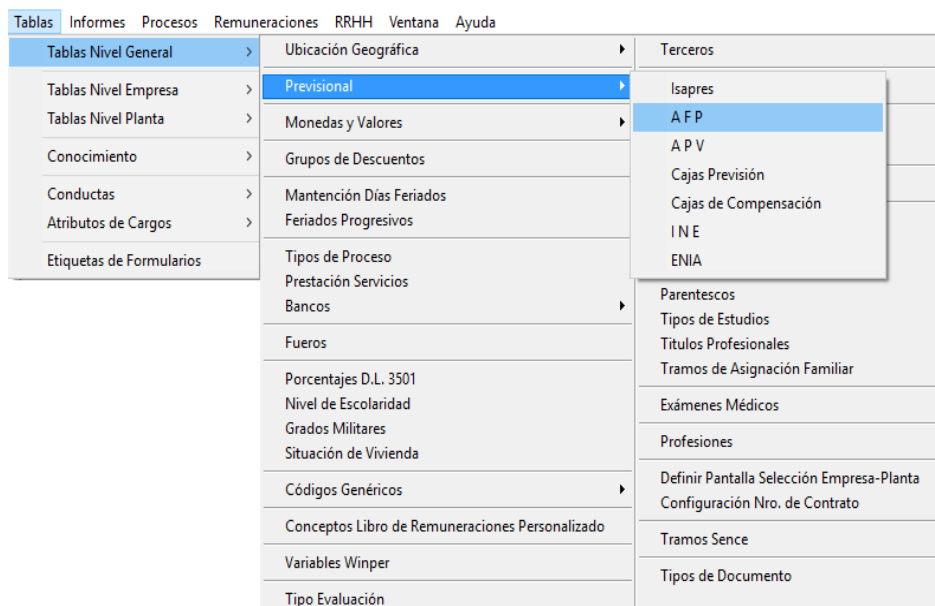 Tablas Informes Procesos Remuneraciones RRHH Ventana Ayuda
Tablas Nivel General
Tablas Nivel Empresa
Tablas Nivel Planta
Conocimiento
Conductas
Atributos de Cargos
Etiquetas de Formularios
Ubicación Geográfica
Previsional
Monedas y Valores
Grupos de Descuentos
Mantención Días Feriados
Feriados Progresivos
Tipos de Proceso
Prestación Servicios
Bancos
Fueros
Porcentajes D.L. 3501
Nivel de Escolaridad
Grados Militares
Situación de Vivienda
Códigos Genéricos
Conceptos Libro de Remuneraciones Personalizado
Variables Winper
Tipo Evaluación
Terceros
Isapres
A F P
A P V
Cajas Previsión
Cajas de Compensación
I N E
ENIA
Parentescos
Tipos de Estudios
Titulos Profesionales
Tramos de Asignación Familiar
Exámenes Médicos
Profesiones
Definir Pantalla Selección Empresa-Planta
Configuración Nro. de Contrato
Tramos Sence
Tipos de Documento